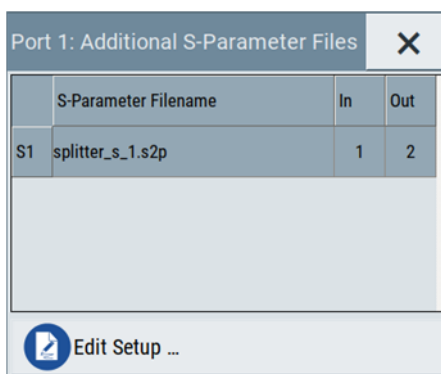 Port 1: Additional S-Parameter Files
S-Parameter Filename In Out
S1 splitter_s_1.s2p 1 2
Edit Setup ...